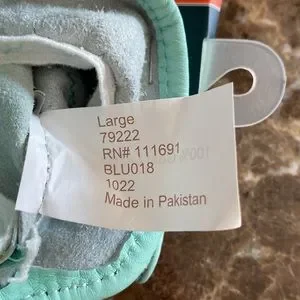 Large
79222
RN# 111691
BLU018
1022
Made in Pakistan